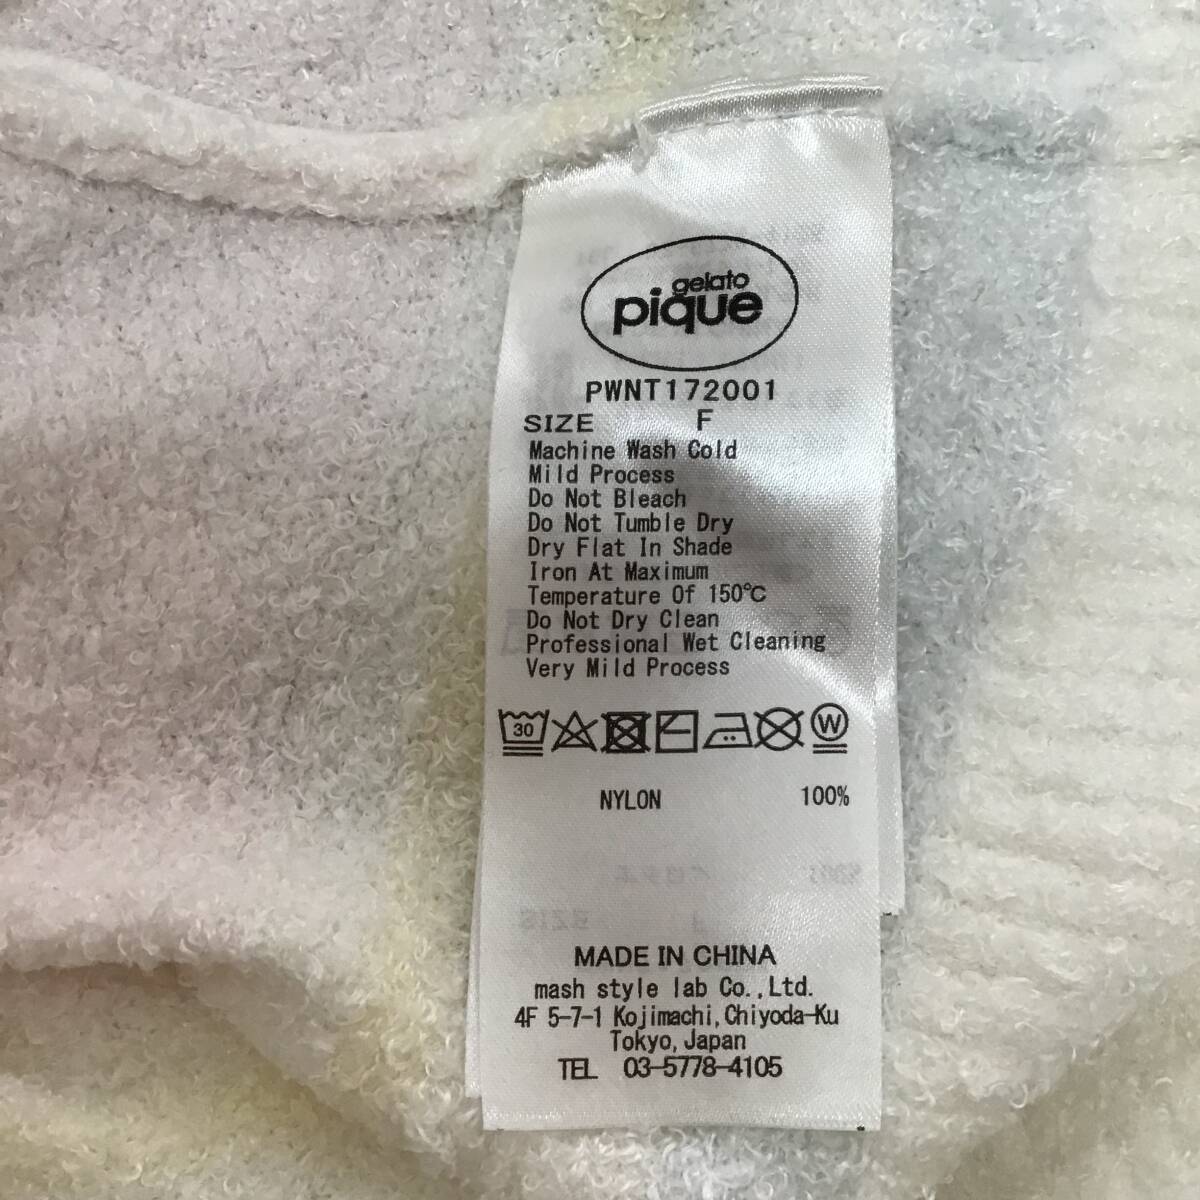 gelato
pique
PWNT172001
SIZE F
Machine Wash Cold
Mild Process
Do Not Bleach
Do Not Tumble Dry
Dry Flat In Shade
Iron At Maximum
Temperature Of 150℃
Do Not Dry Clean
Professional Wet Cleaning
Very Mild Process
30 W
NYLON 100%
MADE IN CHINA
mash style lab Co.,Ltd.
4F 5-7-1 Kojimachi,Chiyoda-Ku
Tokyo,Japan
TEL 03-5778-4105